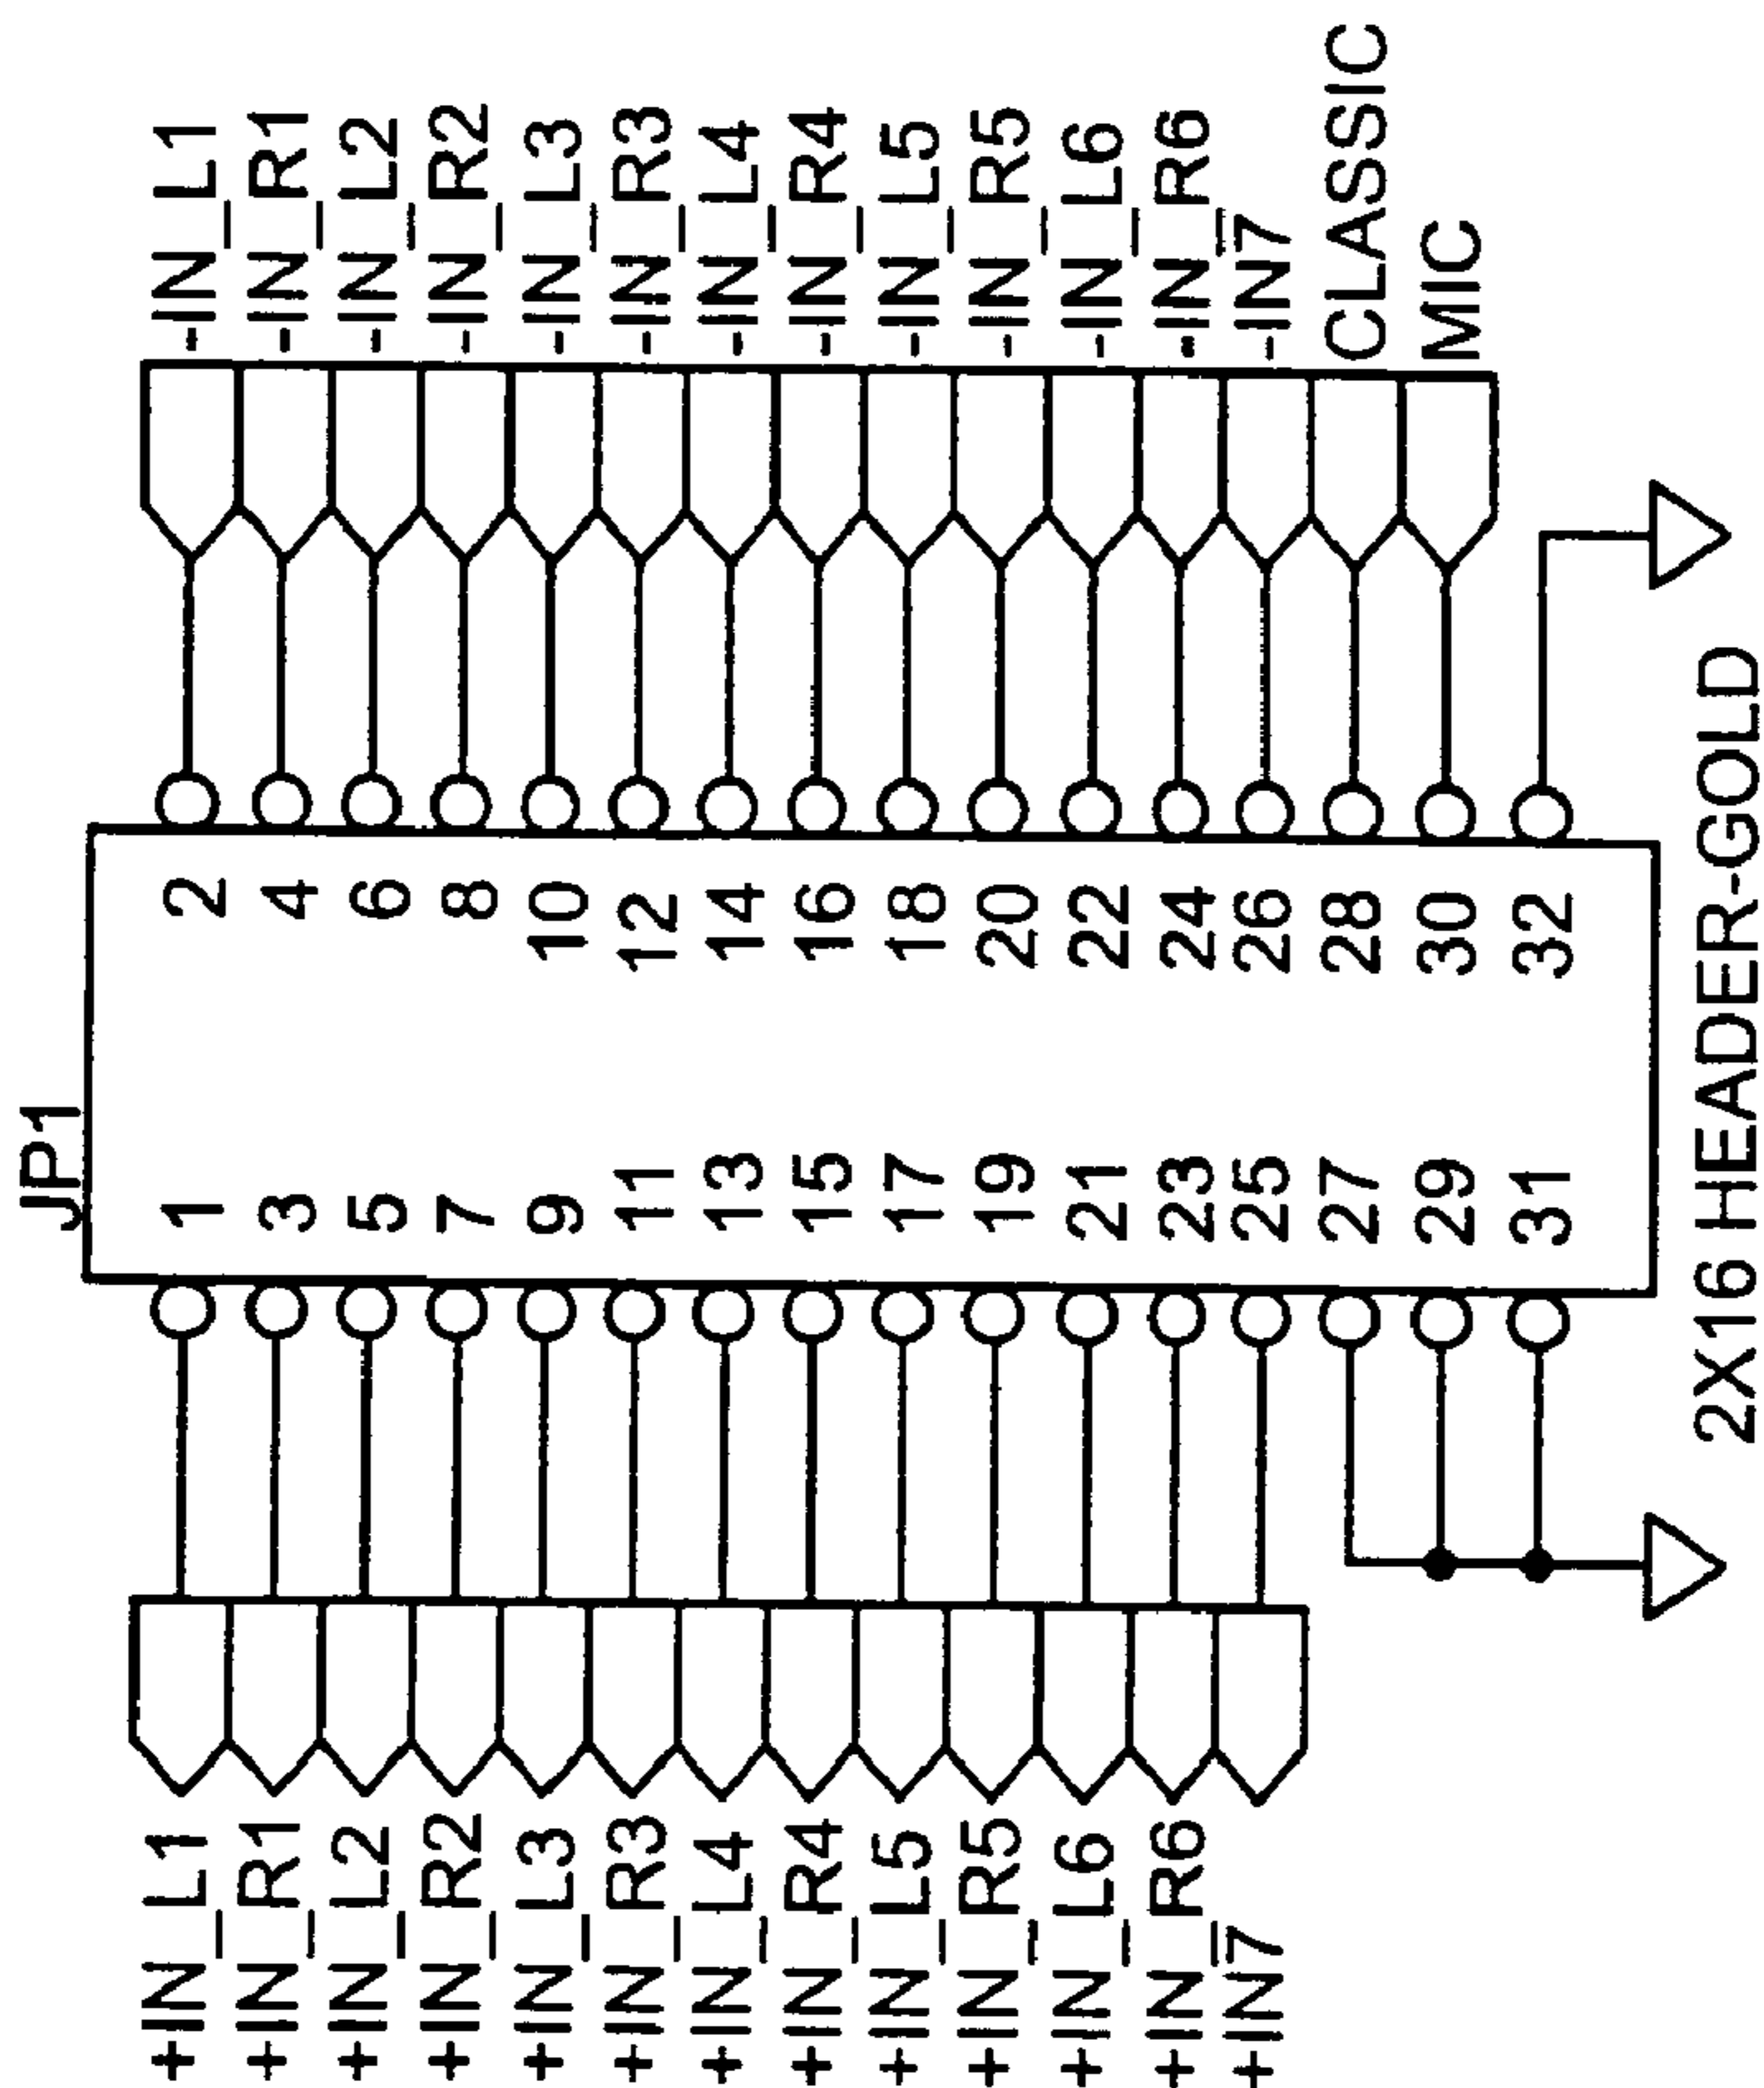 JP1
+IN_L1 1 2 -IN_L1
+IN_R1 3 4 -IN_R1
+IN_L2 5 6 -IN_L2
+IN_R2 7 8 -IN_R2
+IN_L3 9 10 -IN_L3
+IN_R3 11 12 -IN_R3
+IN_L4 13 14 -IN_L4
+IN_R4 15 16 -IN_R4
+IN_L5 17 18 -IN_L5
+IN_R5 19 20 -IN_R5
+IN_L6 21 22 -IN_L6
+IN_R6 23 24 -IN_R6
+IN7 25 26 -IN7
27 28 CLASSIC
29 30 MIC
31 32
2X16 HEADER-GOLD